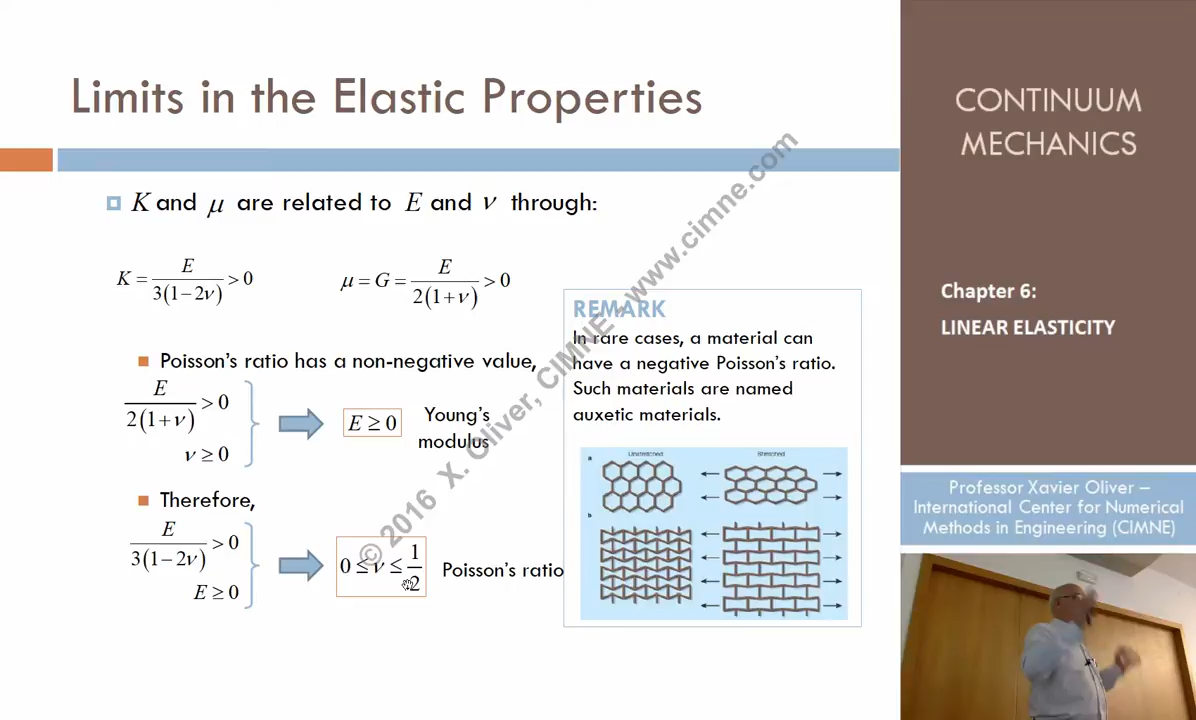 Limits in the Elastic Properties
K and μ are related to E and ν through:
K = E / 3(1−2ν) > 0
μ = G = E / 2(1+ν) > 0
Poisson's ratio has a non-negative value,
E / 2(1+ν) > 0
ν ≥ 0
E ≥ 0
Young's
modulus
Therefore,
E / 3(1−2ν) > 0
E ≥ 0
0 ≤ ν ≤ 1/2
Poisson's ratio
REMARK
In rare cases, a material can
have a negative Poisson's ratio.
Such materials are named
auxetic materials.
a
Unstretched
Stretched
b
© 2016 X. Oliver, CIMNE - www.cimne.com
CONTINUUM
MECHANICS
Chapter 6:
LINEAR ELASTICITY
Professor Xavier Oliver –
International Center for Numerical
Methods in Engineering (CIMNE)